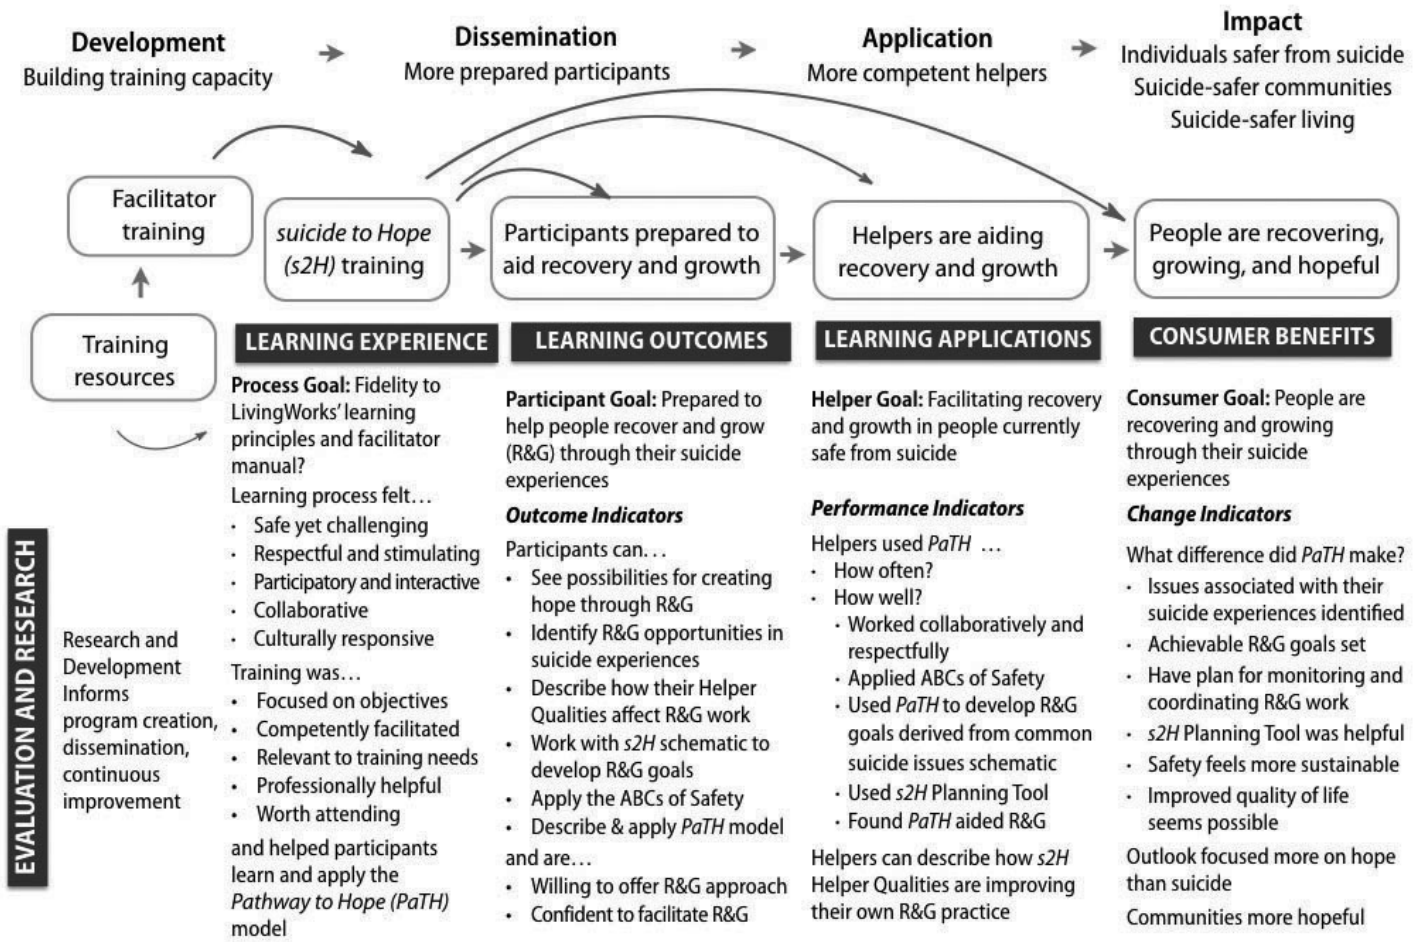 Development
Building training capacity
Dissemination
More prepared participants
Application
More competent helpers
Impact
Individuals safer from suicide
Suicide-safer communities
Suicide-safer living
Facilitator
training
suicide to Hope
(s2H) training
Participants prepared to
aid recovery and growth
Helpers are aiding
recovery and growth
People are recovering,
growing, and hopeful
Training
resources
LEARNING EXPERIENCE
Process Goal: Fidelity to
LivingWorks’ learning
principles and facilitator
manual?
Learning process felt…
· Safe yet challenging
· Respectful and stimulating
· Participatory and interactive
· Collaborative
· Culturally responsive
Training was…
• Focused on objectives
• Competently facilitated
• Relevant to training needs
• Professionally helpful
• Worth attending
and helped participants
learn and apply the
Pathway to Hope (PaTH)
model
LEARNING OUTCOMES
Participant Goal: Prepared to
help people recover and grow
(R&G) through their suicide
experiences
Outcome Indicators
Participants can…
• See possibilities for creating
hope through R&G
• Identify R&G opportunities in
suicide experiences
• Describe how their Helper
Qualities affect R&G work
• Work with s2H schematic to
develop R&G goals
• Apply the ABCs of Safety
• Describe & apply PaTH model
and are…
• Willing to offer R&G approach
• Confident to facilitate R&G
LEARNING APPLICATIONS
Helper Goal: Facilitating recovery
and growth in people currently
safe from suicide
Performance Indicators
Helpers used PaTH …
· How often?
· How well?
· Worked collaboratively and
respectfully
· Applied ABCs of Safety
· Used PaTH to develop R&G
goals derived from common
suicide issues schematic
· Used s2H Planning Tool
· Found PaTH aided R&G
Helpers can describe how s2H
Helper Qualities are improving
their own R&G practice
CONSUMER BENEFITS
Consumer Goal: People are
recovering and growing
through their suicide
experiences
Change Indicators
What difference did PaTH make?
· Issues associated with their
suicide experiences identified
· Achievable R&G goals set
· Have plan for monitoring and
coordinating R&G work
· s2H Planning Tool was helpful
· Safety feels more sustainable
· Improved quality of life
seems possible
Outlook focused more on hope
than suicide
Communities more hopeful
EVALUATION AND RESEARCH
Research and
Development
Informs
program creation,
dissemination,
continuous
improvement